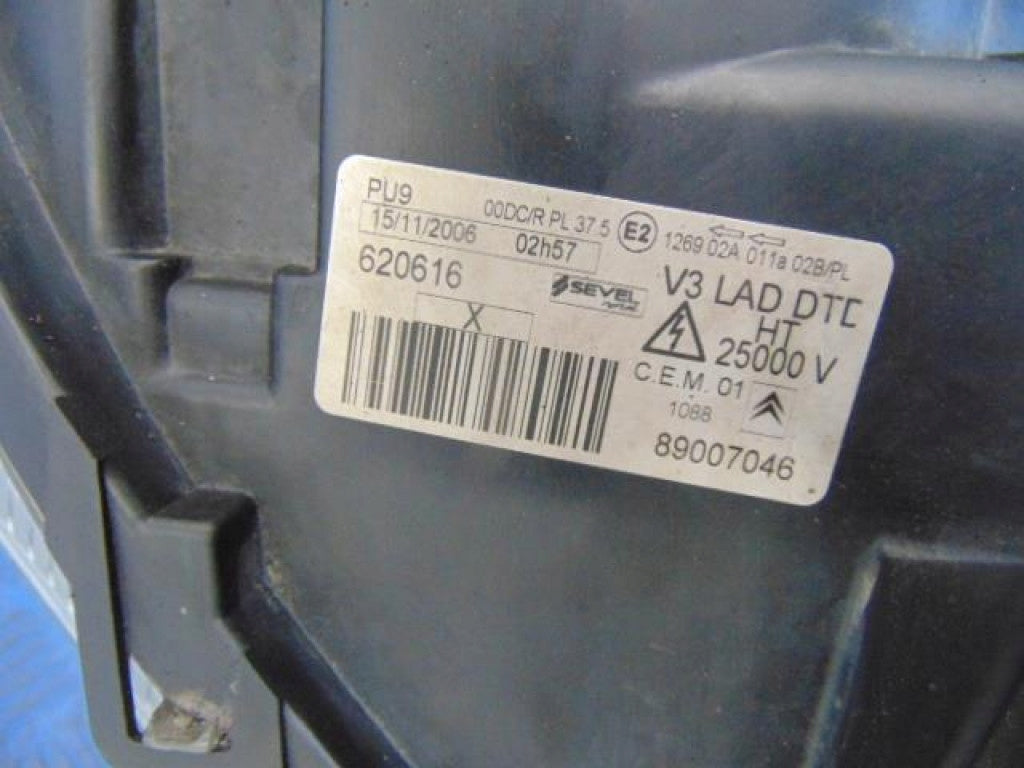 PU9 00DC/R PL 37.5 E2 1269 02A 011a 02B/PL
15/11/2006 02h57
620616 SEVEL V3 LAD DTD
X HT
25000 V
C.E.M. 01
1088
89007046